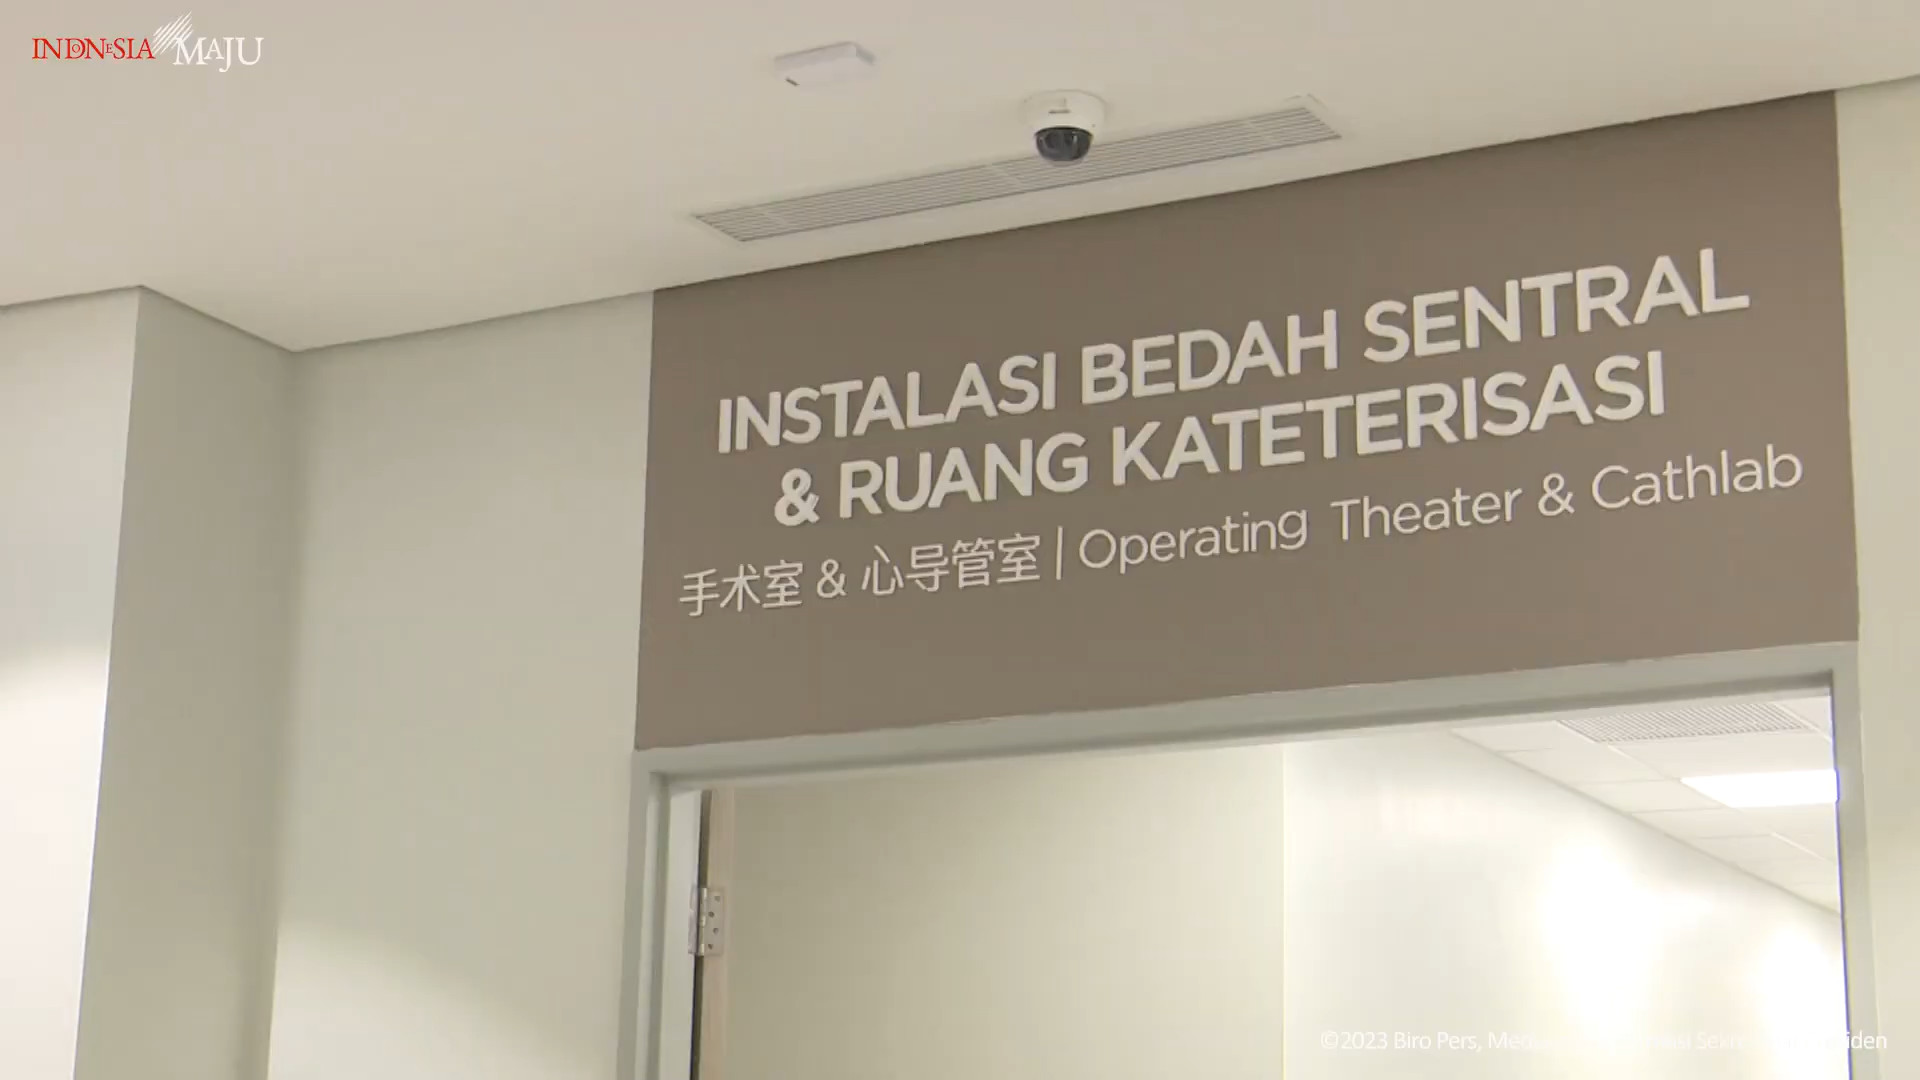 INDONESIA MAJU
INSTALASI BEDAH SENTRAL
& RUANG KATETERISASI
手术室 & 心导管室 | Operating Theater & Cathlab
©2023 Biro Pers,